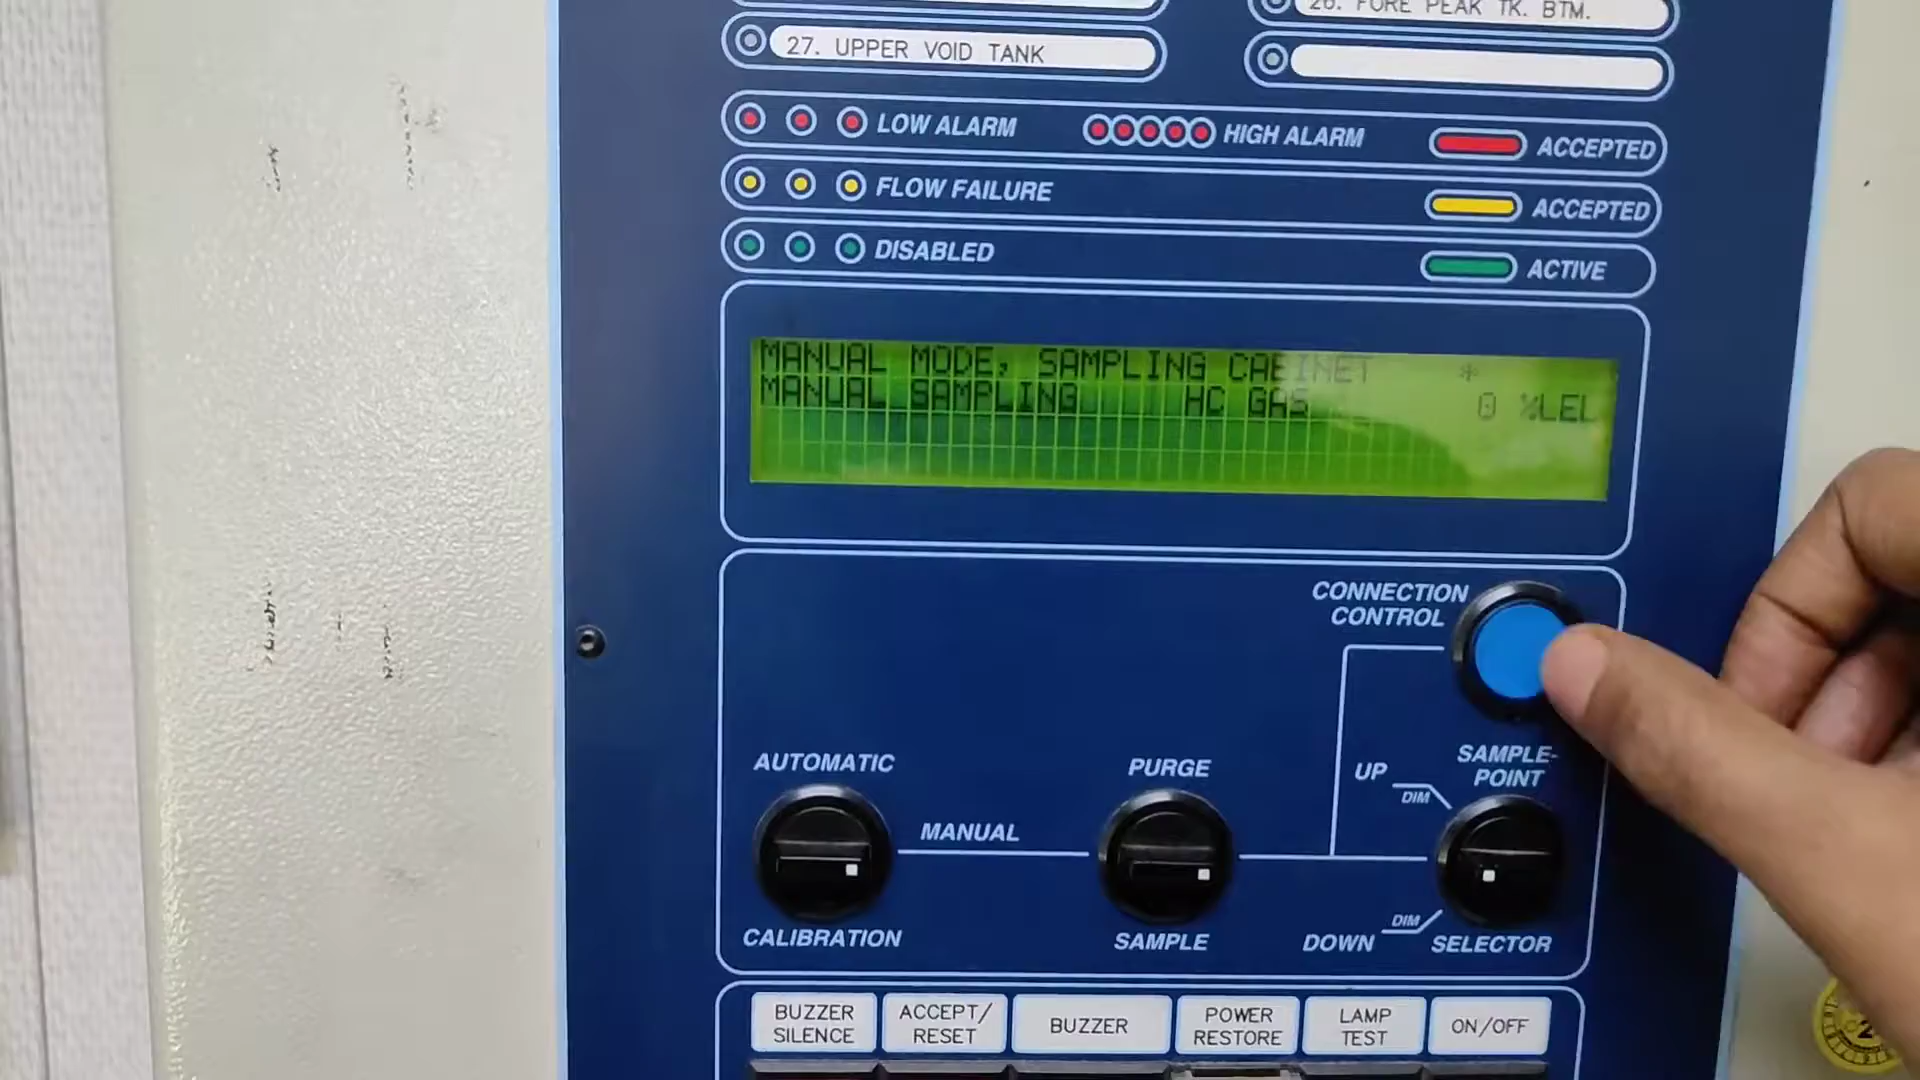 26. FORE PEAK TK. BTM.
27. UPPER VOID TANK
LOW ALARM
HIGH ALARM
ACCEPTED
FLOW FAILURE
ACCEPTED
DISABLED
ACTIVE
MANUAL MODE, SAMPLING CABINET *
MANUAL SAMPLING HC GAS 0 %LEL
CONNECTION
CONTROL
AUTOMATIC
PURGE
SAMPLE-
POINT
UP
DIM
MANUAL
DIM
CALIBRATION
SAMPLE
DOWN
SELECTOR
BUZZER
SILENCE
ACCEPT/
RESET
BUZZER
POWER
RESTORE
LAMP
TEST
ON/OFF